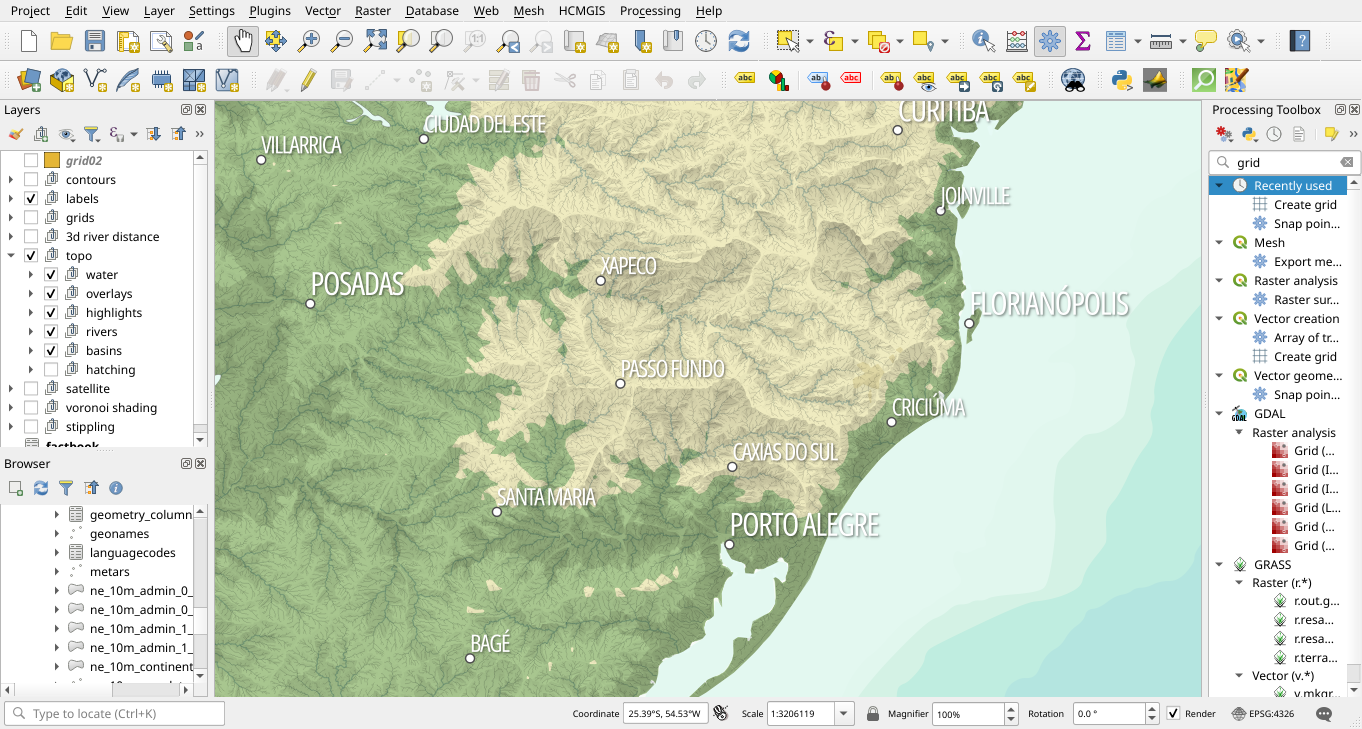 Project Edit View Layer Settings Plugins Vector Raster Database Web Mesh HCMGIS Processing Help
Layers
grid02
contours
labels
grids
3d river distance
topo
water
overlays
highlights
rivers
basins
hatching
satellite
voronoi shading
stippling
factbook
Browser
geometry_column
geonames
languagecodes
metars
ne_10m_admin_0_
ne_10m_admin_0_
ne_10m_admin_1_
ne_10m_admin_1_
ne_10m_continent
CURITIBA
CIUDAD DEL ESTE
VILLARRICA
JOINVILLE
XAPECO
POSADAS
FLORIANÓPOLIS
PASSO FUNDO
CRICIÚMA
CAXIAS DO SUL
SANTA MARIA
PORTO ALEGRE
BAGÉ
Processing Toolbox
grid
Recently used
Create grid
Snap poin...
Mesh
Export me...
Raster analysis
Raster sur...
Vector creation
Array of tr...
Create grid
Vector geome...
Snap poin...
GDAL
Raster analysis
Grid (...
Grid (I...
Grid (I...
Grid (L...
Grid (...
Grid (...
GRASS
Raster (r.*)
r.out.g...
r.resa...
r.resa...
r.terra...
Vector (v.*)
v.mkgr...
Type to locate (Ctrl+K) Coordinate 25.39°S, 54.53°W Scale 1:3206119 Magnifier 100% Rotation 0.0 ° Render EPSG:4326